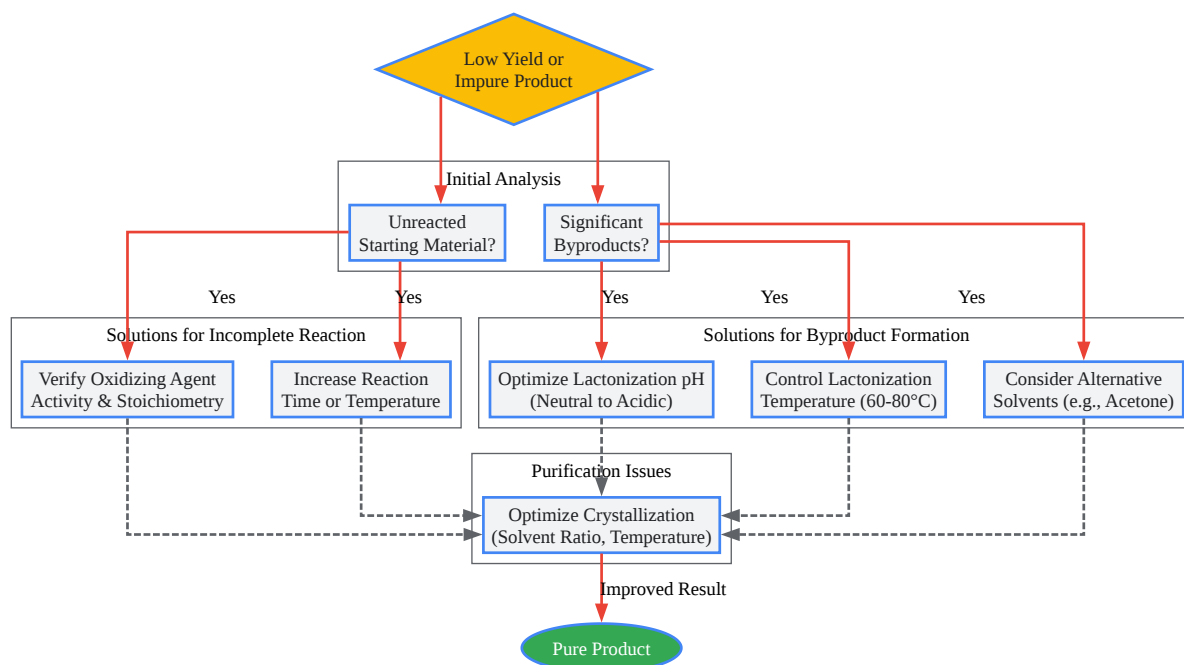 Low Yield or
Impure Product
Initial Analysis
Unreacted
Starting Material?
Significant
Byproducts?
Yes
Yes
Yes
Yes
Yes
Solutions for Incomplete Reaction
Solutions for Byproduct Formation
Verify Oxidizing Agent
Activity & Stoichiometry
Increase Reaction
Time or Temperature
Optimize Lactonization pH
(Neutral to Acidic)
Control Lactonization
Temperature (60-80°C)
Consider Alternative
Solvents (e.g., Acetone)
Purification Issues
Optimize Crystallization
(Solvent Ratio, Temperature)
Improved Result
Pure Product